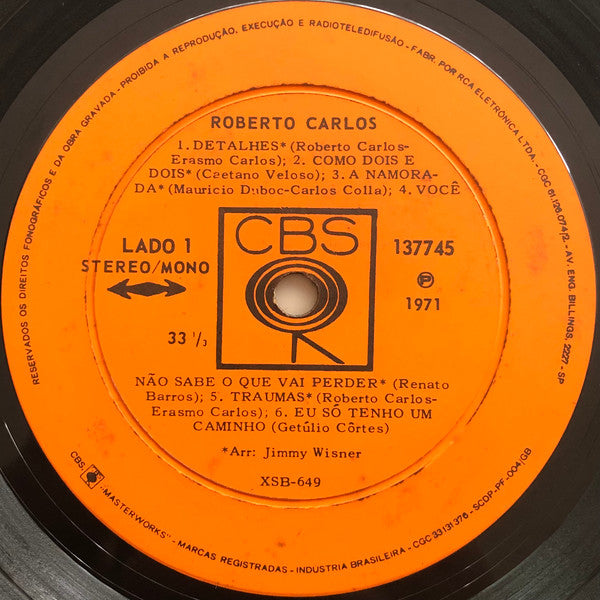 RESERVADOS OS DIREITOS FONOGRÁFICOS E DA OBRA GRAVADA - PROIBIDA A REPRODUÇÃO, EXECUÇÃO E RADIOTELEDIFUSÃO - FABR. POR RCA ELETRÔNICA LTDA. - CGC 61.126.074/2 - AV. ENG. BILLINGS, 2227 - SP
ROBERTO CARLOS
1. DETALHES* (Roberto Carlos-
Erasmo Carlos); 2. COMO DOIS E
DOIS* (Caetano Veloso); 3. A NAMORA-
DA* (Mauricio Duboc-Carlos Colla); 4. VOCÊ
CBS
LADO 1
STEREO/MONO
137745
P
1971
33 1/3
NÃO SABE O QUE VAI PERDER* (Renato
Barros); 5. TRAUMAS* (Roberto Carlos-
Erasmo Carlos); 6. EU SÔ TENHO UM
CAMINHO (Getúlio Côrtes)
*Arr: Jimmy Wisner
XSB-649
CBS, "MASTERWORKS" - MARCAS REGISTRADAS - INDUSTRIA BRASILEIRA - CGC 33131376 - SCDP-PF-004/GB